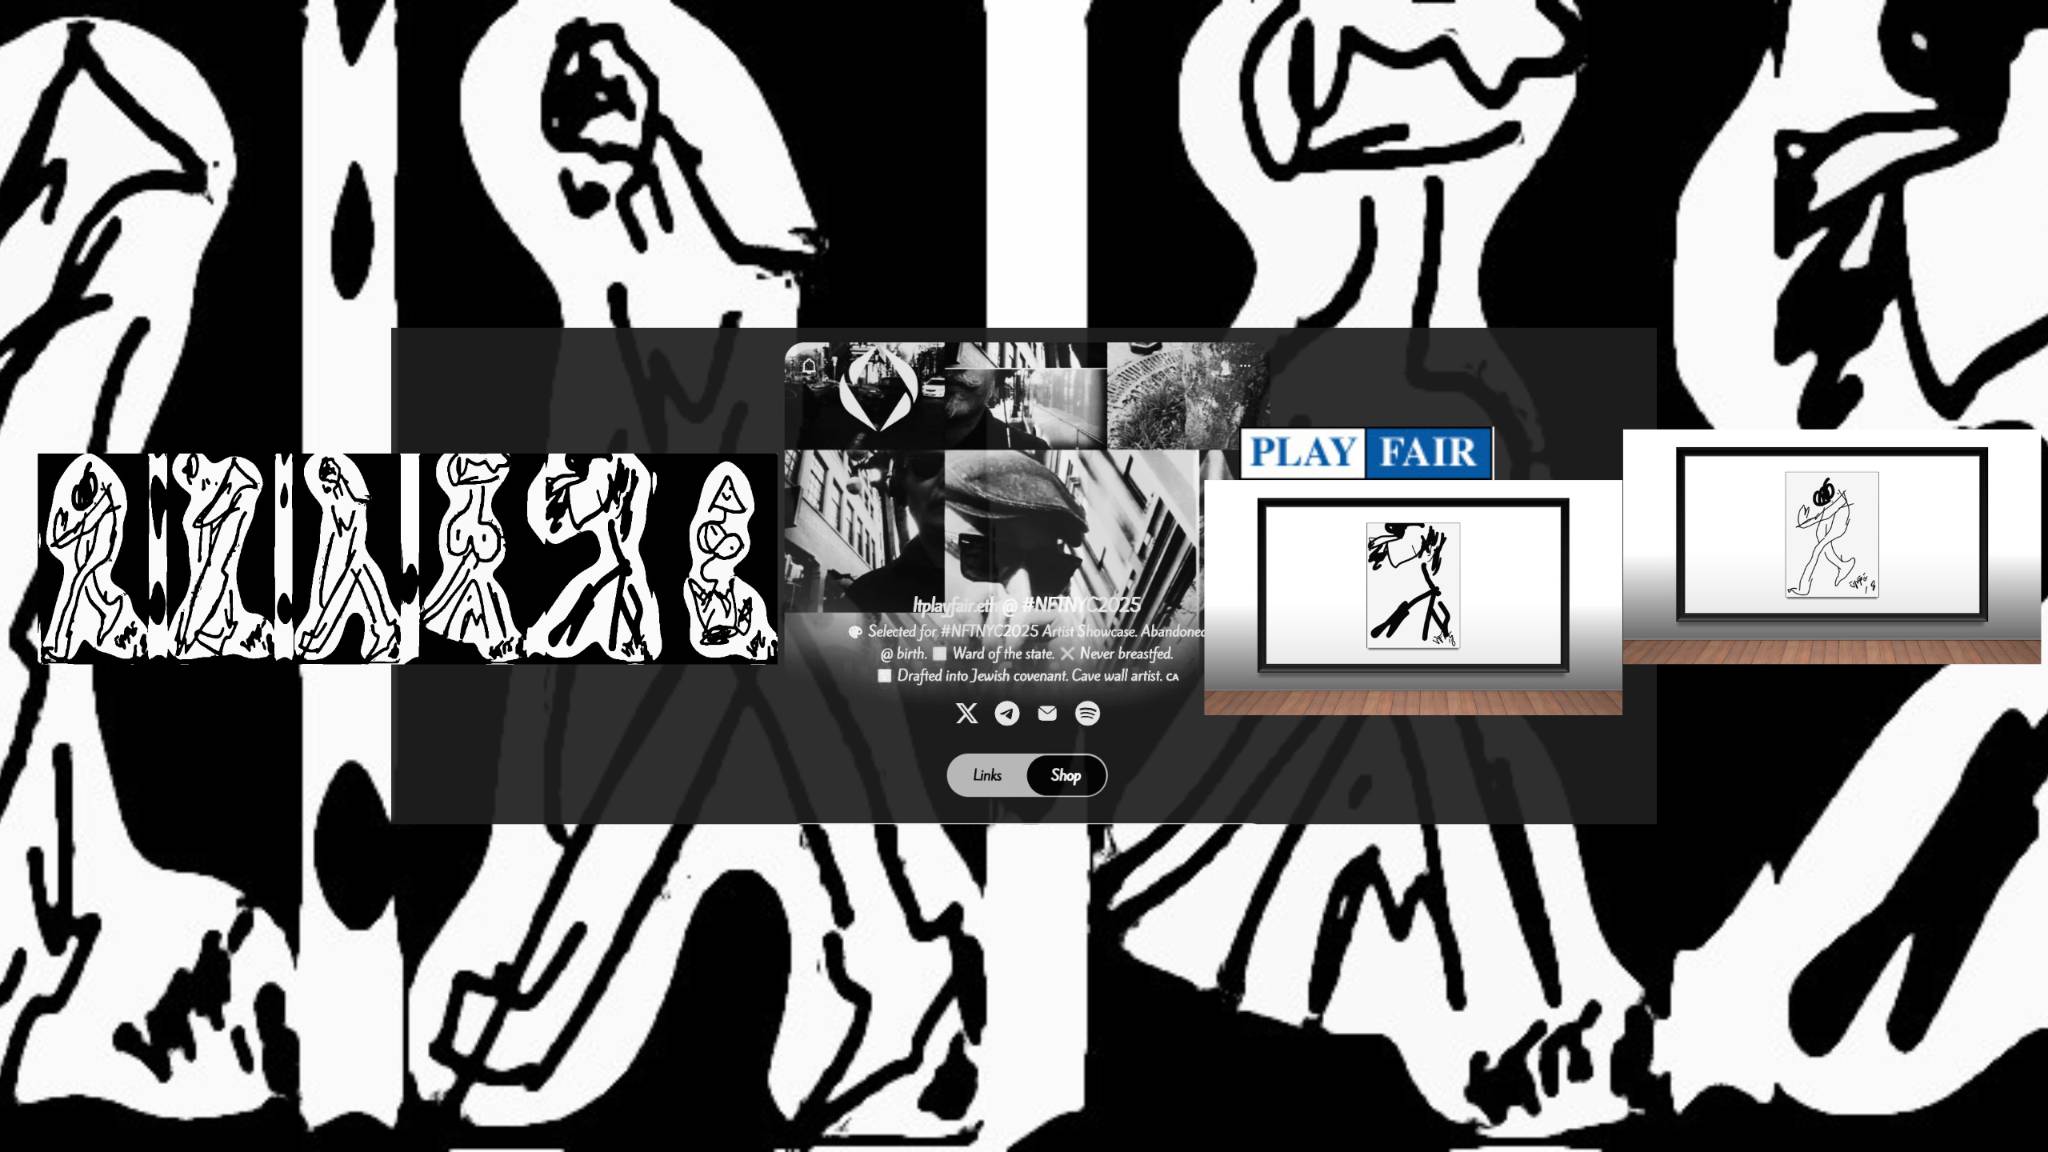 PLAY FAIR
ltplayfair.eth @ #NFTNYC2025
Selected for #NFTNYC2025 Artist Showcase. Abandoned
@ birth. Ward of the state. Never breastfed.
Drafted into Jewish covenant. Cave wall artist. CA
Links Shop